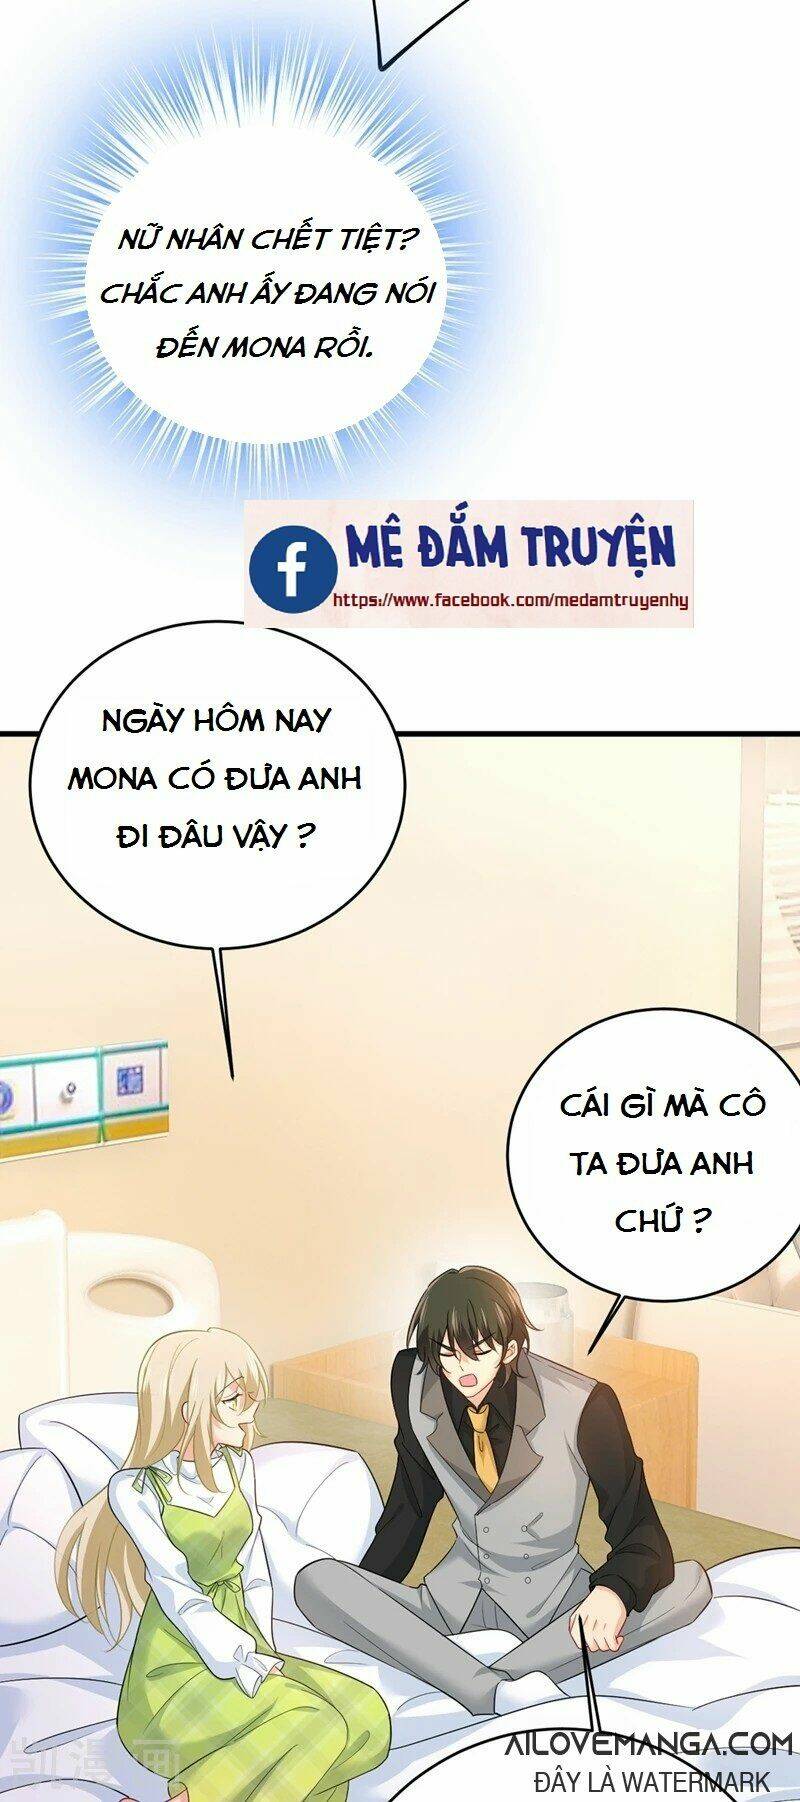 NỮ NHÂN CHẾT TIỆT?
CHẮC ANH ẤY ĐANG NÓI
ĐẾN MONA RỒI.
f MÊ ĐẮM TRUYỆN
https://www.facebook.com/medamtruyenhy
NGÀY HÔM NAY
MONA CÓ ĐƯA ANH
ĐI ĐÂU VẬY ?
CÁI GÌ MÀ CÔ
TA ĐƯA ANH
CHỨ ?
AILOVEMANGA.COM
ĐÂY LÀ WATERMARK